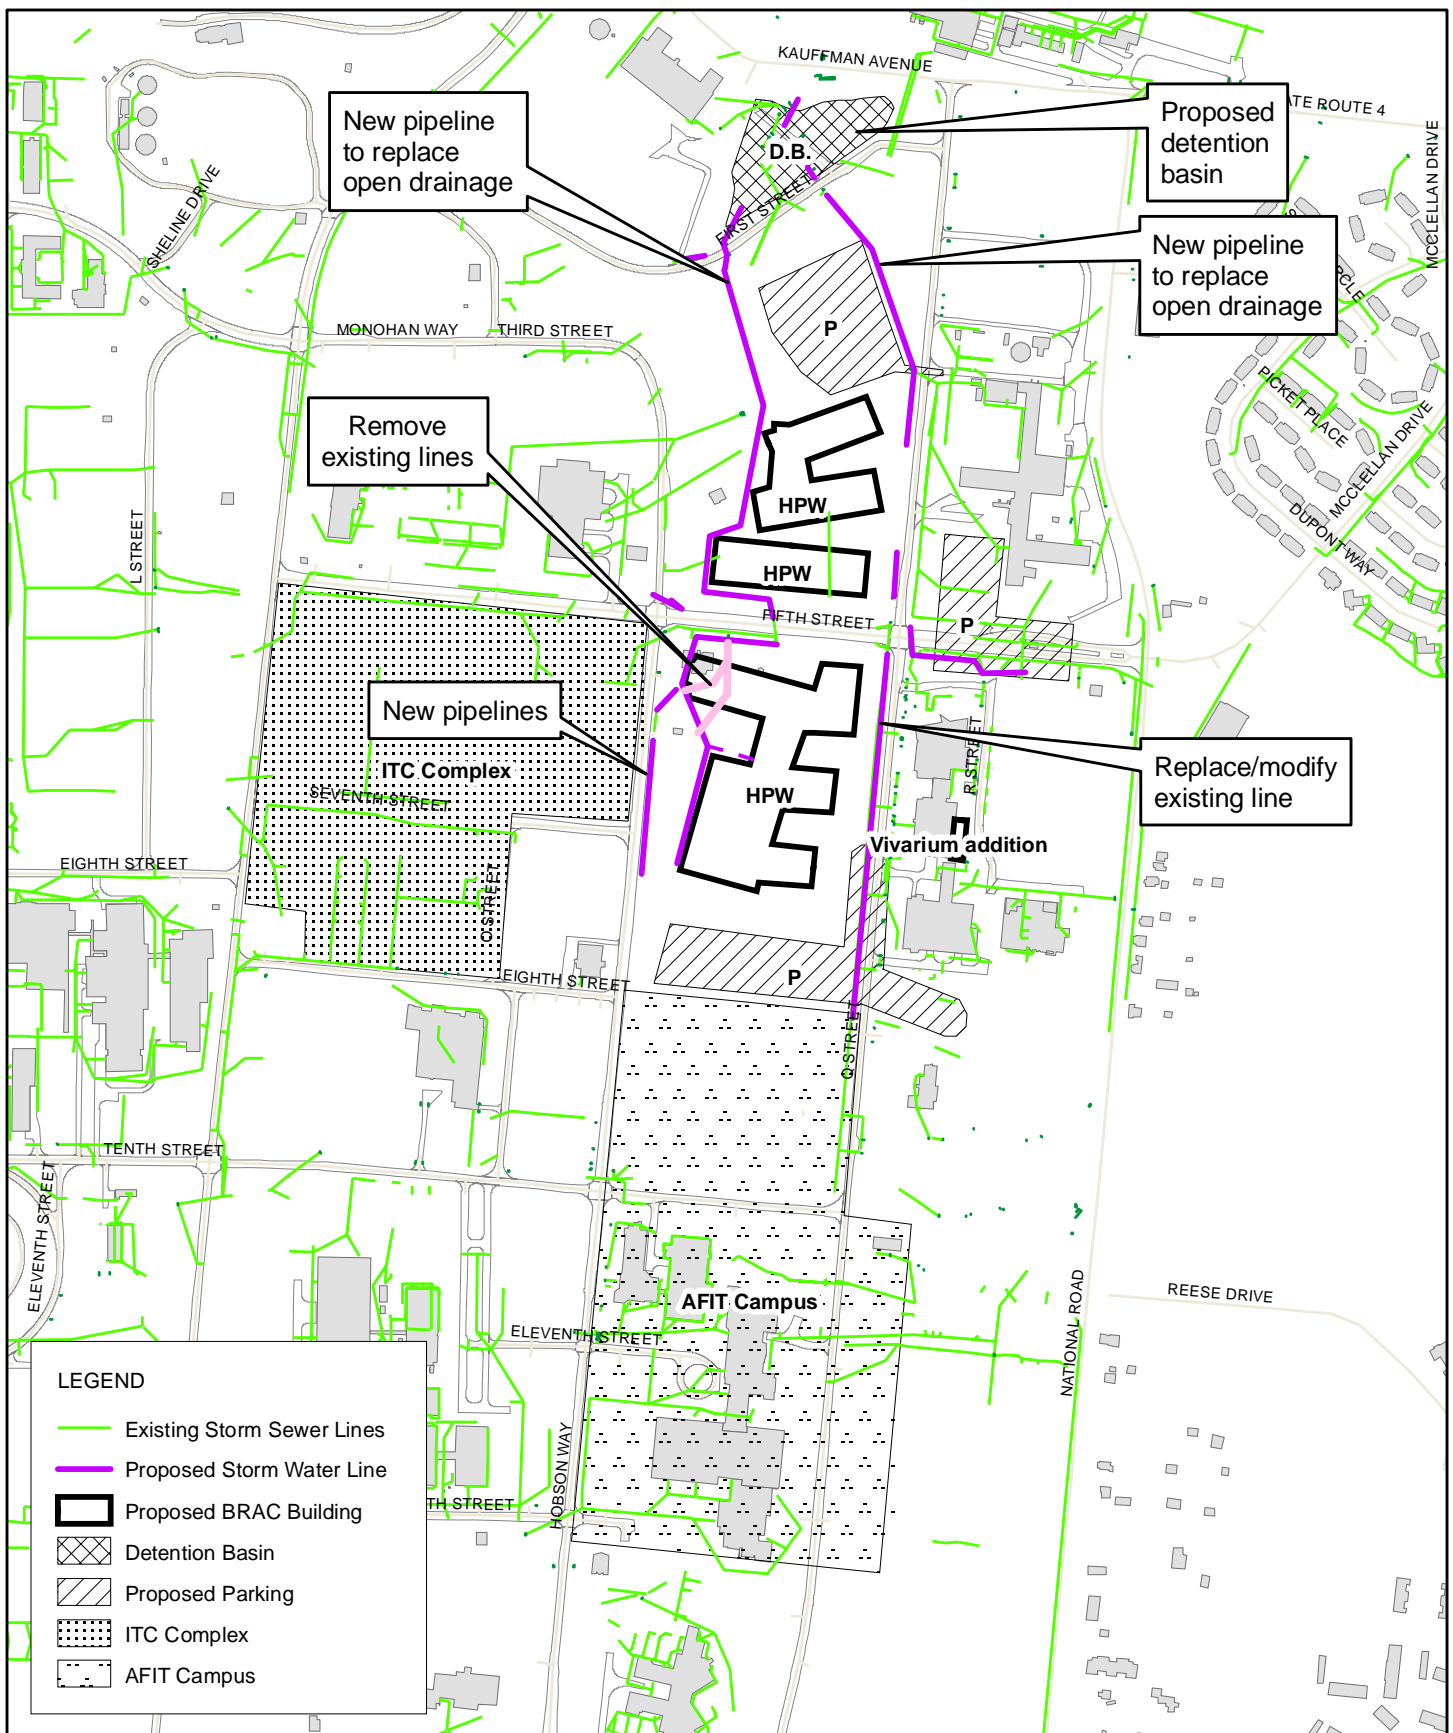 KAUFFMAN AVENUE
ATE ROUTE 4
New pipeline
to replace
open drainage
Proposed
detention
basin
D.B.
MCCLELLAN DRIVE
SHELINE DRIVE
FIRST STREET
New pipeline
to replace
open drainage
RCLE
MONOHAN WAY
THIRD STREET
P
PICKET PLACE
MCCLELLAN DRIVE
Remove
existing lines
HPW
DUPONT WAY
L STREET
HPW
FIFTH STREET
P
New pipelines
R STREET
Replace/modify
existing line
ITC Complex
SEVENTH STREET
HPW
Vivarium addition
EIGHTH STREET
O STREET
EIGHTH STREET
P
Q STREET
TENTH STREET
ELEVENTH STREET
AFIT Campus
REESE DRIVE
ELEVENTH STREET
NATIONAL ROAD
HOBSON WAY
TH STREET
LEGEND
Existing Storm Sewer Lines
Proposed Storm Water Line
Proposed BRAC Building
Detention Basin
Proposed Parking
ITC Complex
AFIT Campus